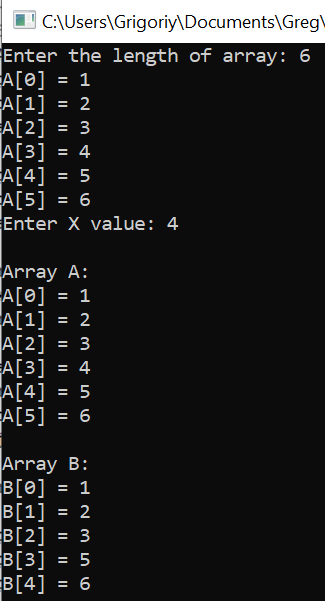 C:\Users\Grigoriy\Documents\Greg\
Enter the length of array: 6
A[0] = 1
A[1] = 2
A[2] = 3
A[3] = 4
A[4] = 5
A[5] = 6
Enter X value: 4
Array A:
A[0] = 1
A[1] = 2
A[2] = 3
A[3] = 4
A[4] = 5
A[5] = 6
Array B:
B[0] = 1
B[1] = 2
B[2] = 3
B[3] = 5
B[4] = 6